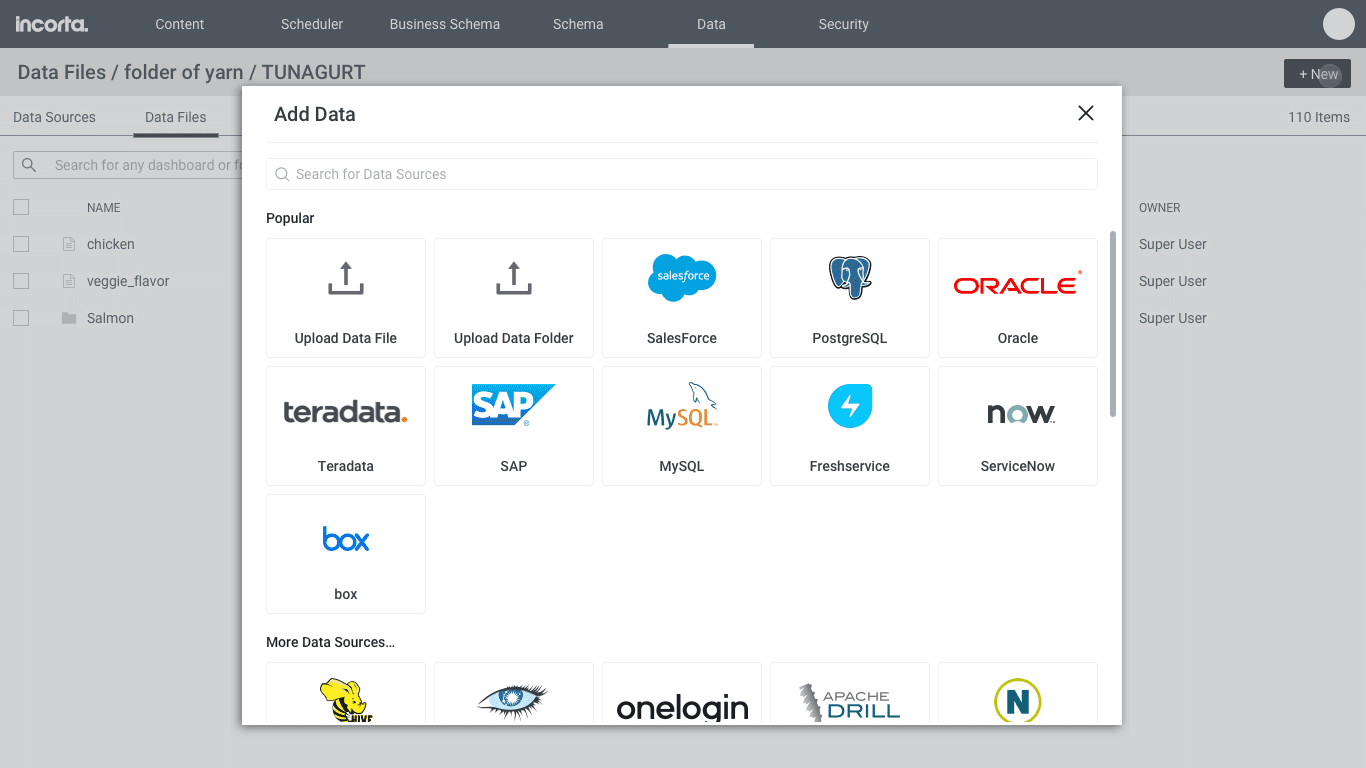 incorta.
Content
Scheduler
Business Schema
Schema
Data
Security
Data Files / folder of yarn / TUNAGURT
+ New
Data Sources
Data Files
110 Items
Search for any dashboard or fo
NAME
OWNER
chicken
Super User
veggie_flavor
Super User
Salmon
Super User
Add Data
Search for Data Sources
Popular
Upload Data File
Upload Data Folder
salesforce
SalesForce
PostgreSQL
ORACLE®
Oracle
teradata.
Teradata
SAP®
SAP
MySQL™
MySQL
Freshservice
now
ServiceNow
box
box
More Data Sources...
HIVE
onelogin
APACHE
DRILL
N